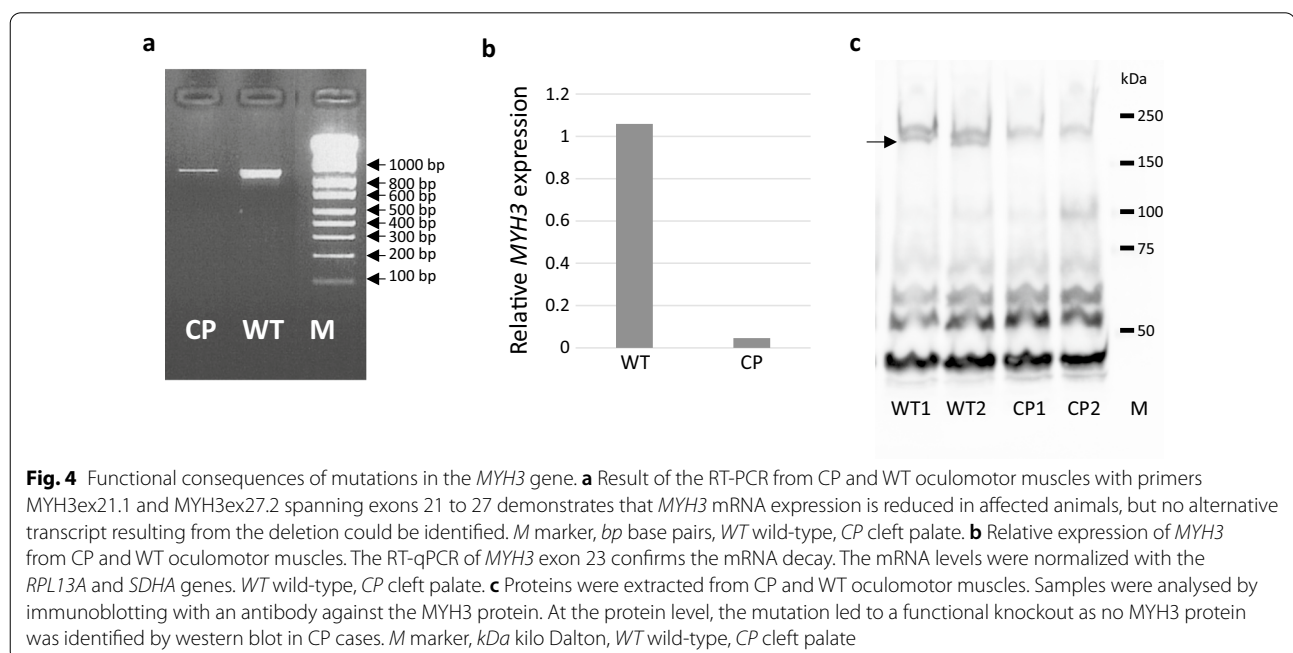 a
1000 bp
800 bp
600 bp
500 bp
400 bp
300 bp
200 bp
100 bp
CP WT M
b
Relative MYH3 expression
1.2
1
0.8
0.6
0.4
0.2
0
WT CP
c
kDa
250
150
100
75
50
WT1 WT2 CP1 CP2 M
Fig. 4 Functional consequences of mutations in the MYH3 gene. a Result of the RT-PCR from CP and WT oculomotor muscles with primers
MYH3ex21.1 and MYH3ex27.2 spanning exons 21 to 27 demonstrates that MYH3 mRNA expression is reduced in affected animals, but no alternative
transcript resulting from the deletion could be identified. M marker, bp base pairs, WT wild-type, CP cleft palate. b Relative expression of MYH3
from CP and WT oculomotor muscles. The RT-qPCR of MYH3 exon 23 confirms the mRNA decay. The mRNA levels were normalized with the
RPL13A and SDHA genes. WT wild-type, CP cleft palate. c Proteins were extracted from CP and WT oculomotor muscles. Samples were analysed by
immunoblotting with an antibody against the MYH3 protein. At the protein level, the mutation led to a functional knockout as no MYH3 protein
was identified by western blot in CP cases. M marker, kDa kilo Dalton, WT wild-type, CP cleft palate